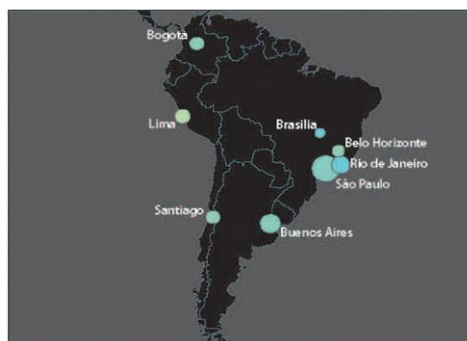 Bogotá
Lima
Brasilia
Belo Horizonte
Rio de Janeiro
São Paulo
Santiago
Buenos Aires